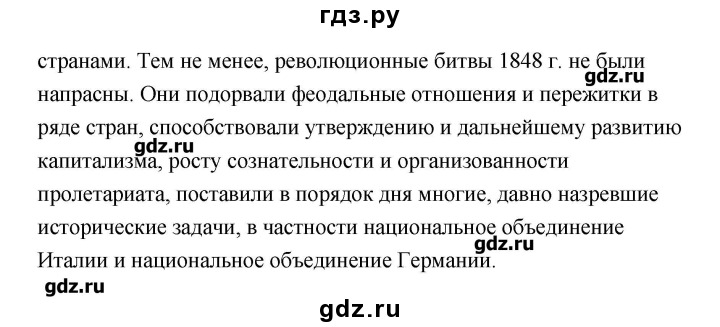 гдз.ру
странами. Тем не менее, революционные битвы 1848 г. не были
gdz.ru
напрасны. Они подорвали феодальные отношения и пережитки в
ряде стран, способствовали утверждению и дальнейшему развитию
gdz.ru
капитализма, росту сознательности и организованности
пролетариата, поставили в порядок дня многие, давно назревшие
исторические задачи, в частности национальное объединение
gdz.ru
Италии и национальное объединение Германии.
gdz.ru
gdz.ru